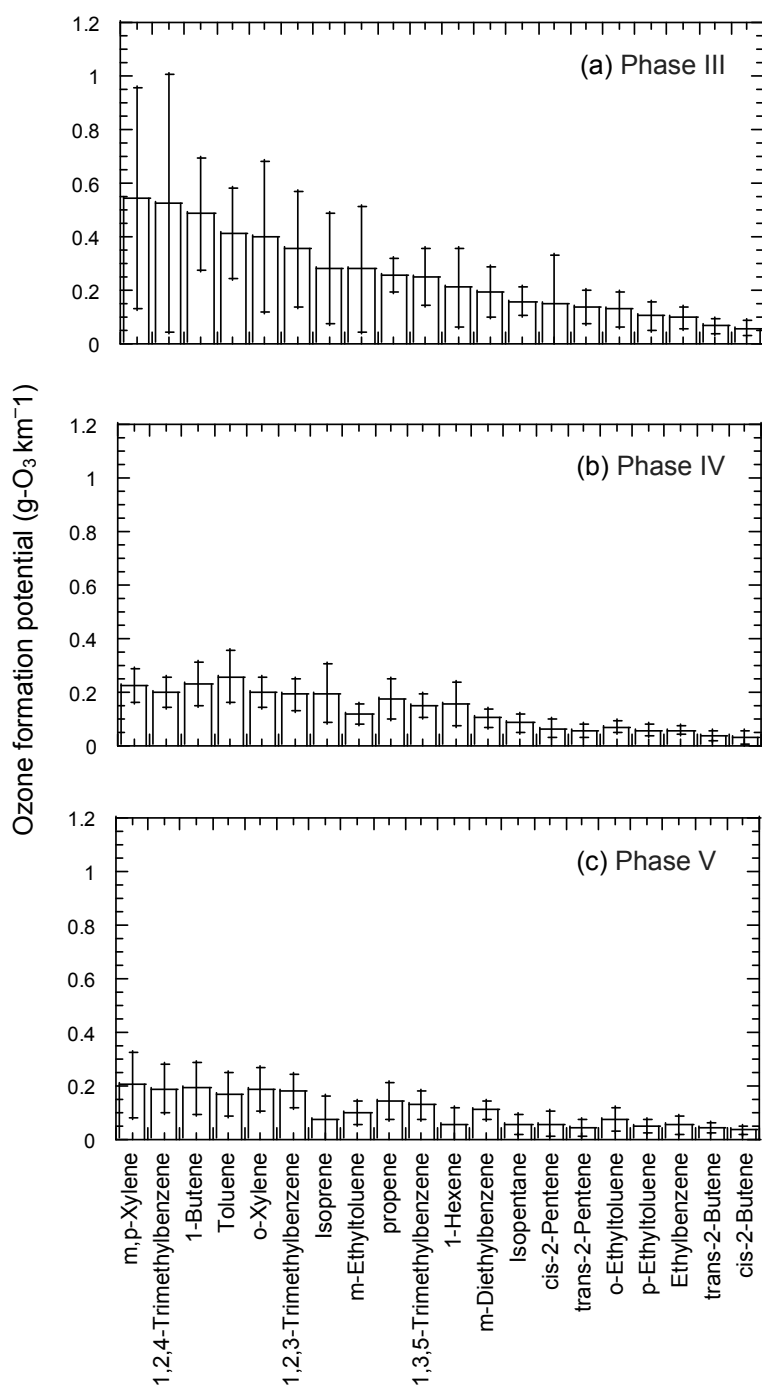 Ozone formation potential (g-O₃ km⁻1)
1.2
1
0.8
0.6
0.4
0.2
0
(a) Phase III
1.2
1
0.8
0.6
0.4
0.2
0
(b) Phase IV
1.2
1
0.8
0.6
0.4
0.2
0
(c) Phase V
m,p-Xylene
1,2,4-Trimethylbenzene
1-Butene
Toluene
o-Xylene
1,2,3-Trimethylbenzene
Isoprene
m-Ethyltoluene
propene
1,3,5-Trimethylbenzene
1-Hexene
m-Diethylbenzene
Isopentane
cis-2-Pentene
trans-2-Pentene
o-Ethyltoluene
p-Ethyltoluene
Ethylbenzene
trans-2-Butene
cis-2-Butene